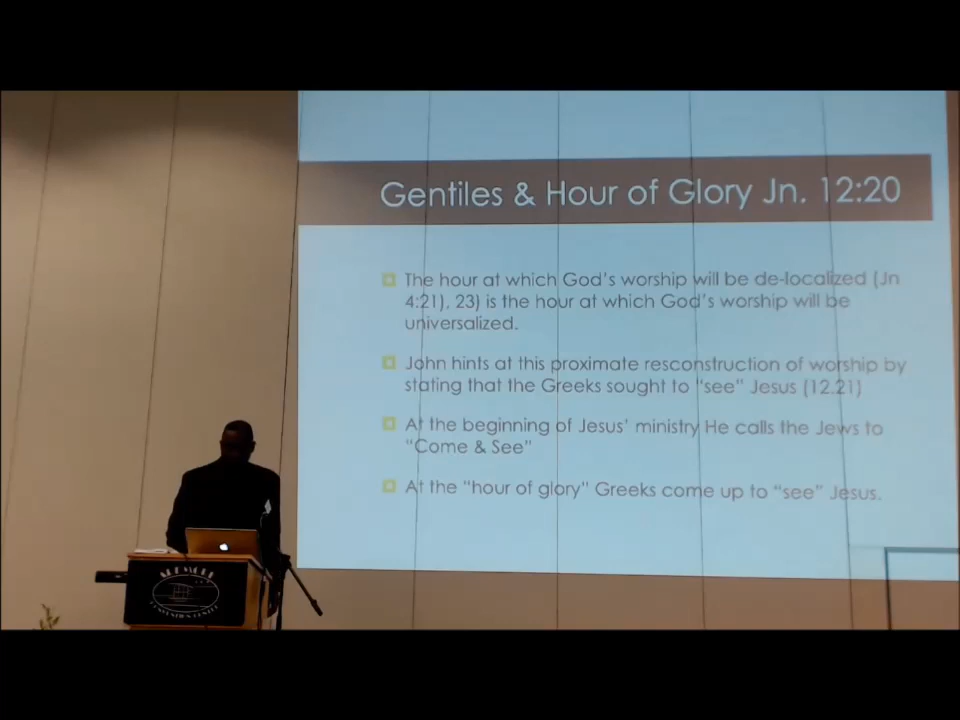 Gentiles & Hour of Glory Jn. 12:20
The hour at which God's worship will be de-localized (Jn
4:21), 23) is the hour at which God's worship will be
universalized.
John hints at this proximate resconstruction of worship by
stating that the Greeks sought to "see" Jesus (12.21)
At the beginning of Jesus' ministry He calls the Jews to
"Come & See"
At the "hour of glory" Greeks come up to "see" Jesus.